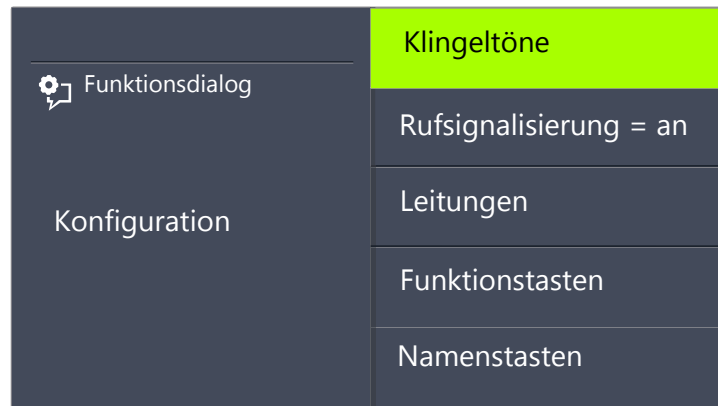 Funktionsdialog
Konfiguration
Klingeltöne
Rufsignalisierung = an
Leitungen
Funktionstasten
Namenstasten